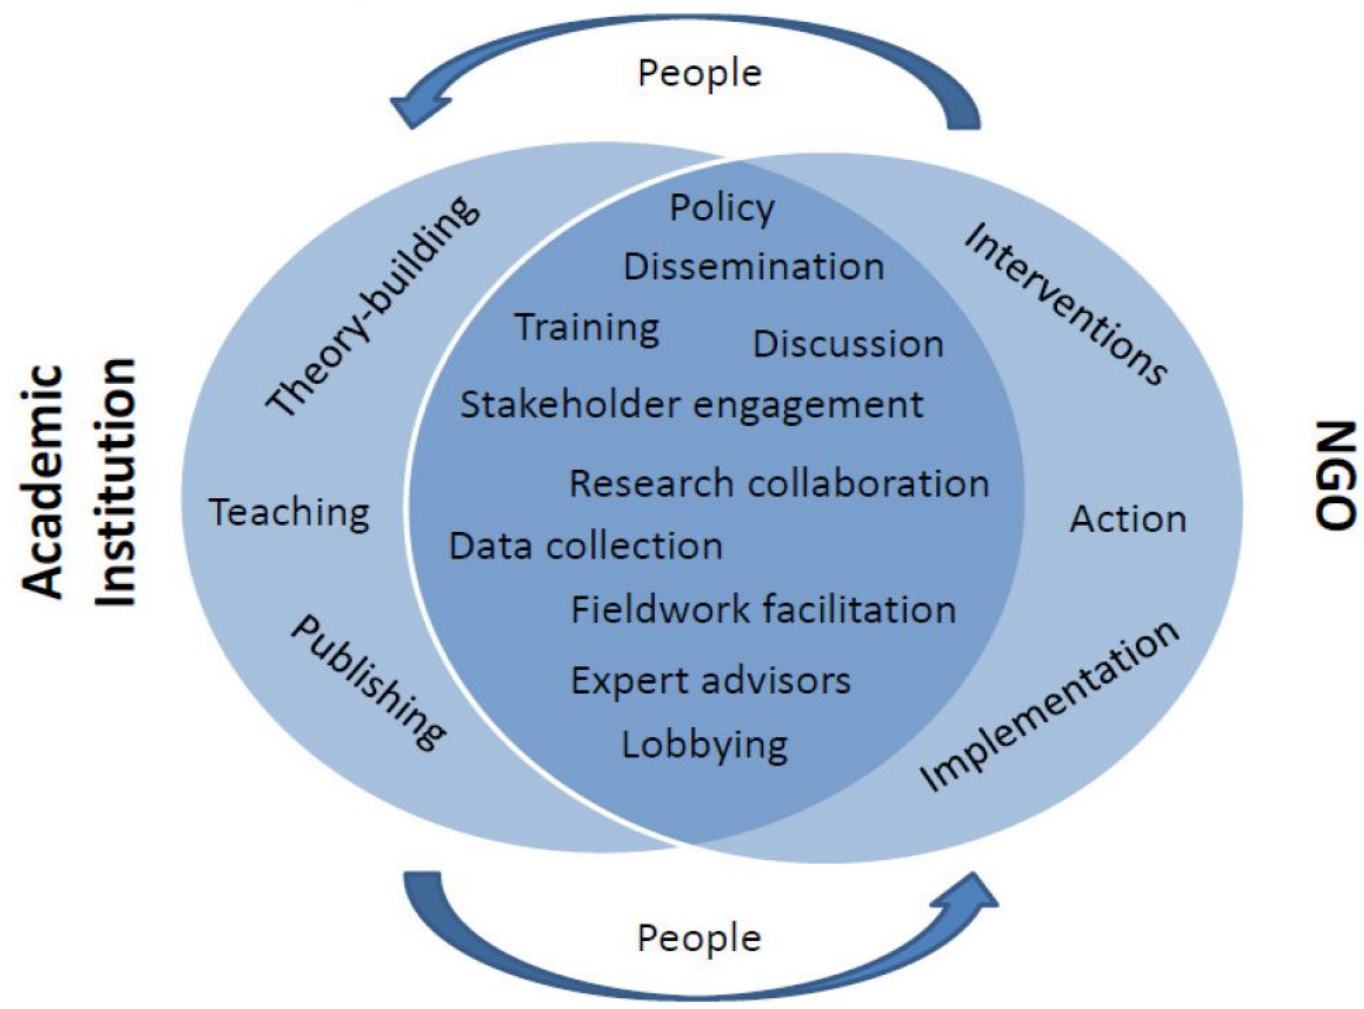 People
Academic
Institution
Theory-building
Teaching
Publishing
Policy
Dissemination
Training
Discussion
Stakeholder engagement
Research collaboration
Data collection
Fieldwork facilitation
Expert advisors
Lobbying
Interventions
Action
Implementation
NGO
People